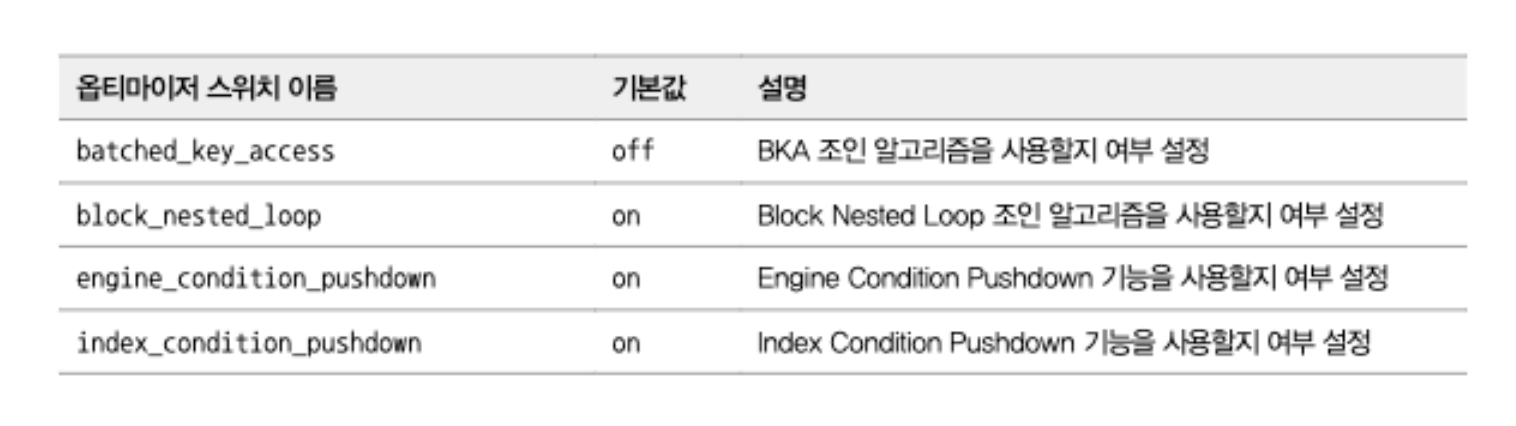 옵티마이저 스위치 이름 기본값 설명
batched_key_access off BKA 조인 알고리즘을 사용할지 여부 설정
block_nested_loop on Block Nested Loop 조인 알고리즘을 사용할지 여부 설정
engine_condition_pushdown on Engine Condition Pushdown 기능을 사용할지 여부 설정
index_condition_pushdown on Index Condition Pushdown 기능을 사용할지 여부 설정